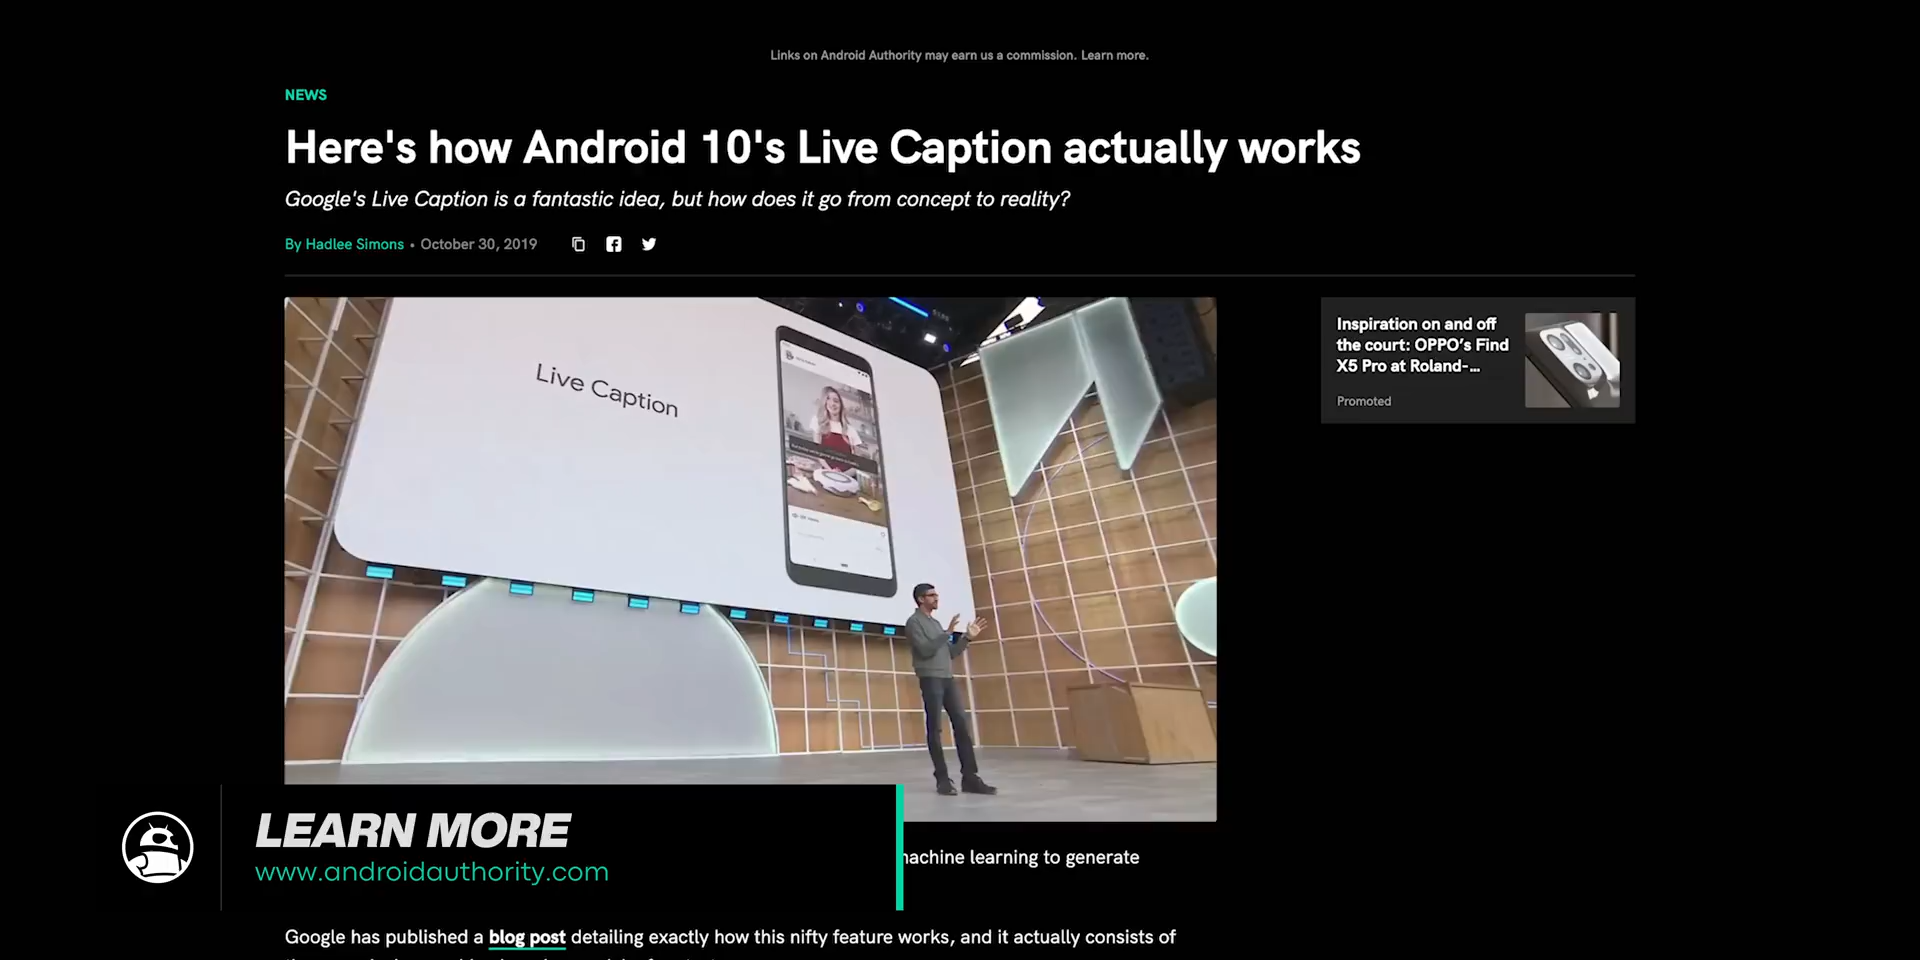 Links on Android Authority may earn us a commission. Learn more.
NEWS
Here's how Android 10's Live Caption actually works
Google's Live Caption is a fantastic idea, but how does it go from concept to reality?
By Hadlee Simons • October 30, 2019
Live Caption
Inspiration on and off
the court: OPPO’s Find
X5 Pro at Roland-...
Promoted
LEARN MORE
www.androidauthority.com
machine learning to generate
Google has published a blog post detailing exactly how this nifty feature works, and it actually consists of